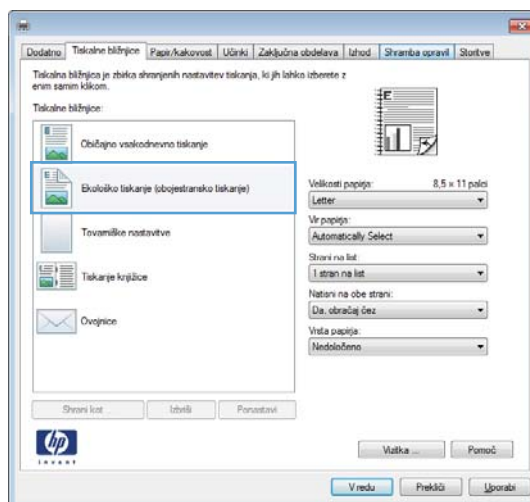 Dodatno Tiskalne bližnjice Papir/kakovost Učinki Zaključna obdelava Izhod Shramba opravil Storitve
Tiskalna bližnjica je zbirka shranjenih nastavitev tiskanja, ki jih lahko izberete z
enim samim klikom.
Tiskalne bližnjice:
Običajno vsakodnevno tiskanje
Ekološko tiskanje (obojestransko tiskanje)
Tovarniške nastavitve
Tiskanje knjižice
Ovojnice
E
Velikosti papirja: 8,5 × 11 palci
Letter
Vir papirja:
Automatically Select
Strani na list:
1 stran na list
Natisni na obe strani:
Da, obračaj čez
Vrsta papirja:
Nedoločeno
Shrani kot ... Izbriši Ponastavi
hp
invent
Vizitka ... Pomoč
V redu Prekliči Uporabi